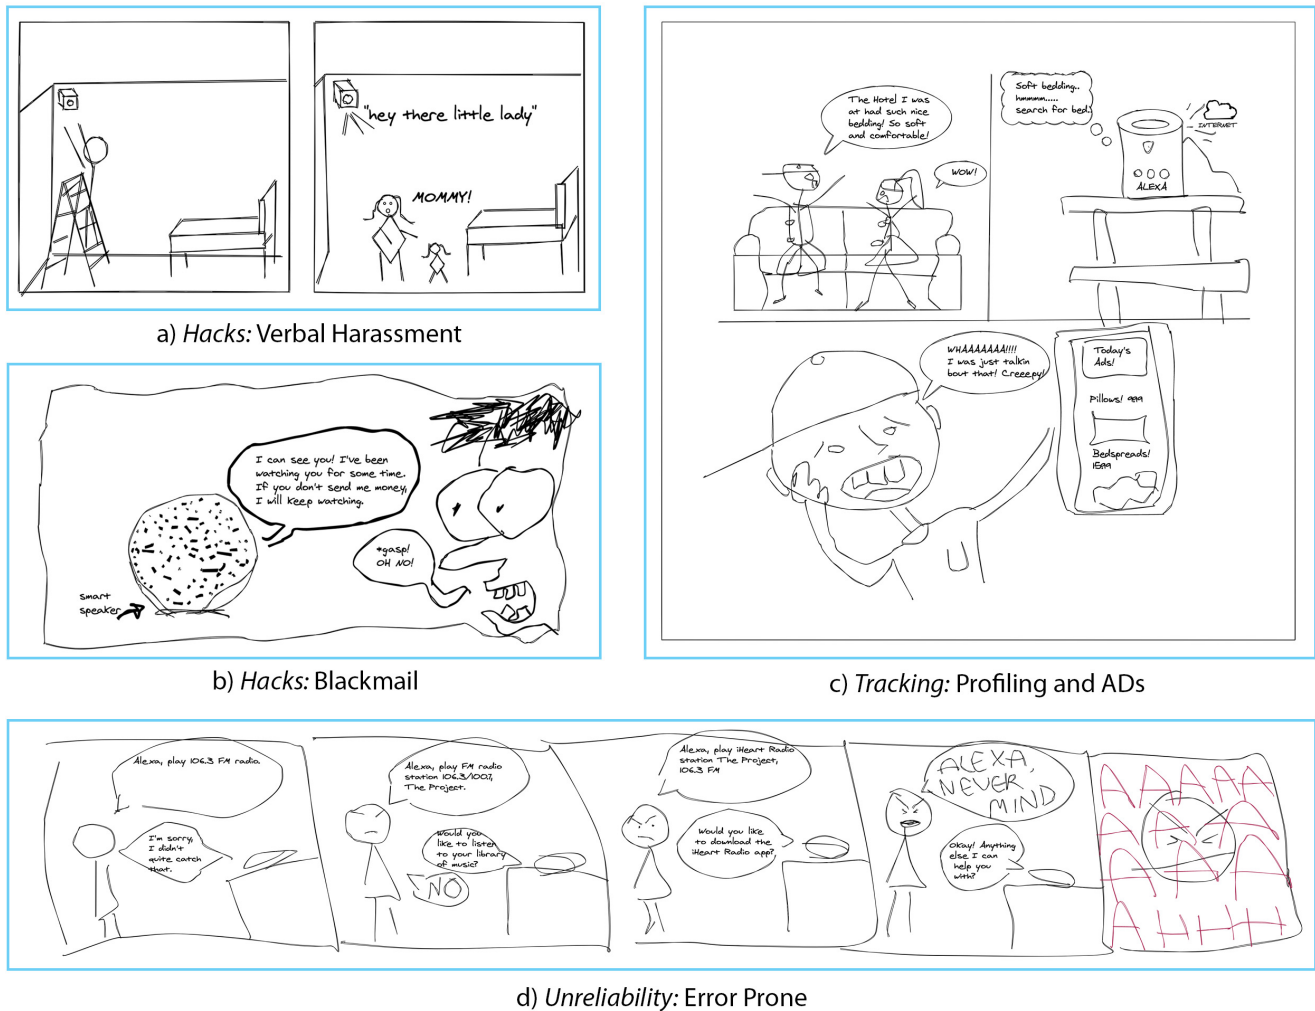 "hey there little lady"
MOMMY!
a) Hacks: Verbal Harassment
I can see you! I've been
watching you for some time.
If you don't send me money,
I will keep watching.
*gasp!
OH NO!
smart
speaker
b) Hacks: Blackmail
The Hotel I was
at had such nice
bedding! So soft
and comfortable!
WOW!
Soft bedding..
hmmmm.....
search for bed.
INTERNET
ALEXA
WHAAAAAAA!!!!
I was just talkin
bout that! Creeepy!
Today's
Ads!
Pillows! 999
Bedspreads!
1599
c) Tracking: Profiling and ADs
Alexa, play 106.3 FM radio.
I'm sorry,
I didn't
quite catch
that.
Alexa, play FM radio
station 106.3/100.7,
The Project.
Would you
like to listen
to your library
of music?
NO
Alexa, play iHeart Radio
station The Project,
106.3 FM
Would you like
to download the
iHeart Radio app?
ALEXA,
NEVER
MIND
Okay! Anything
else I can
help you
with?
AAAAA
AAAA
AAAA
AHHHH
d) Unreliability: Error Prone